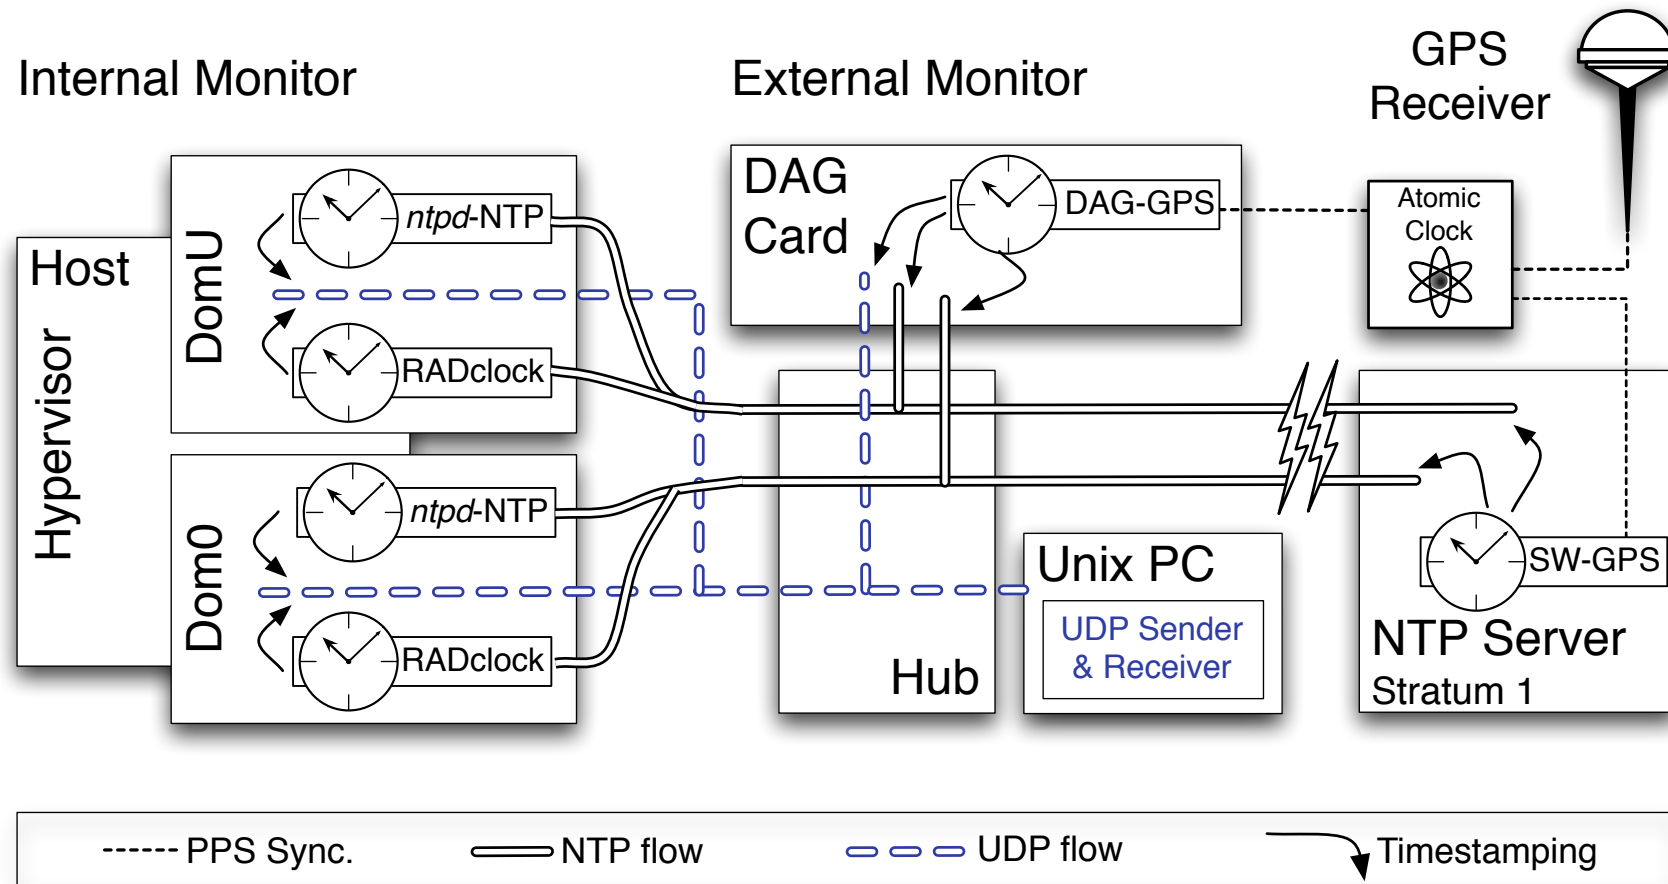 Internal Monitor
External Monitor
GPS
Receiver
Host
Hypervisor
DomU
ntpd-NTP
RADclock
Dom0
ntpd-NTP
RADclock
DAG
Card
DAG-GPS
Atomic
Clock
Hub
Unix PC
UDP Sender
& Receiver
SW-GPS
NTP Server
Stratum 1
PPS Sync.
NTP flow
UDP flow
Timestamping